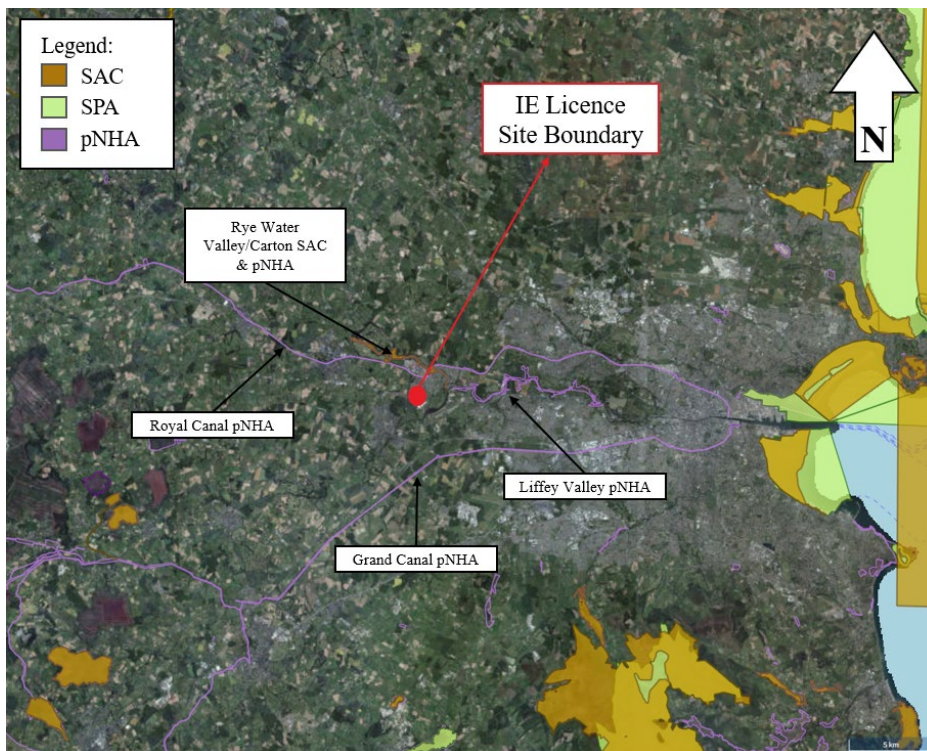 Legend:
SAC
SPA
pNHA
IE Licence
Site Boundary
N
Rye Water
Valley/Carton SAC
& pNHA
Royal Canal pNHA
Liffey Valley pNHA
Grand Canal pNHA
5 km